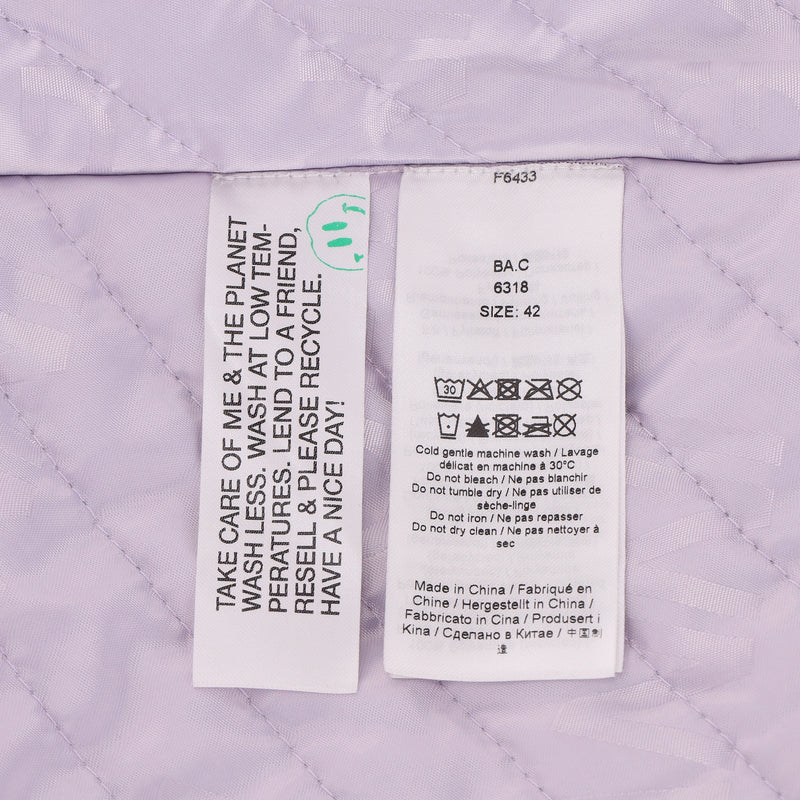 TAKE CARE OF ME & THE PLANET
WASH LESS. WASH AT LOW TEM-
PERATURES. LEND TO A FRIEND,
RESELL & PLEASE RECYCLE.
HAVE A NICE DAY!
F6433
BA.C
6318
SIZE: 42
30
Cold gentle machine wash / Lavage
délicat en machine à 30°C
Do not bleach / Ne pas blanchir
Do not tumble dry / Ne pas utiliser de
sèche-linge
Do not iron / Ne pas repasser
Do not dry clean / Ne pas nettoyer à
sec
Made in China / Fabriqué en
Chine / Hergestellt in China /
Fabbricato in Cina / Produsert i
Kina / Сделано в Китае / 中国制
造